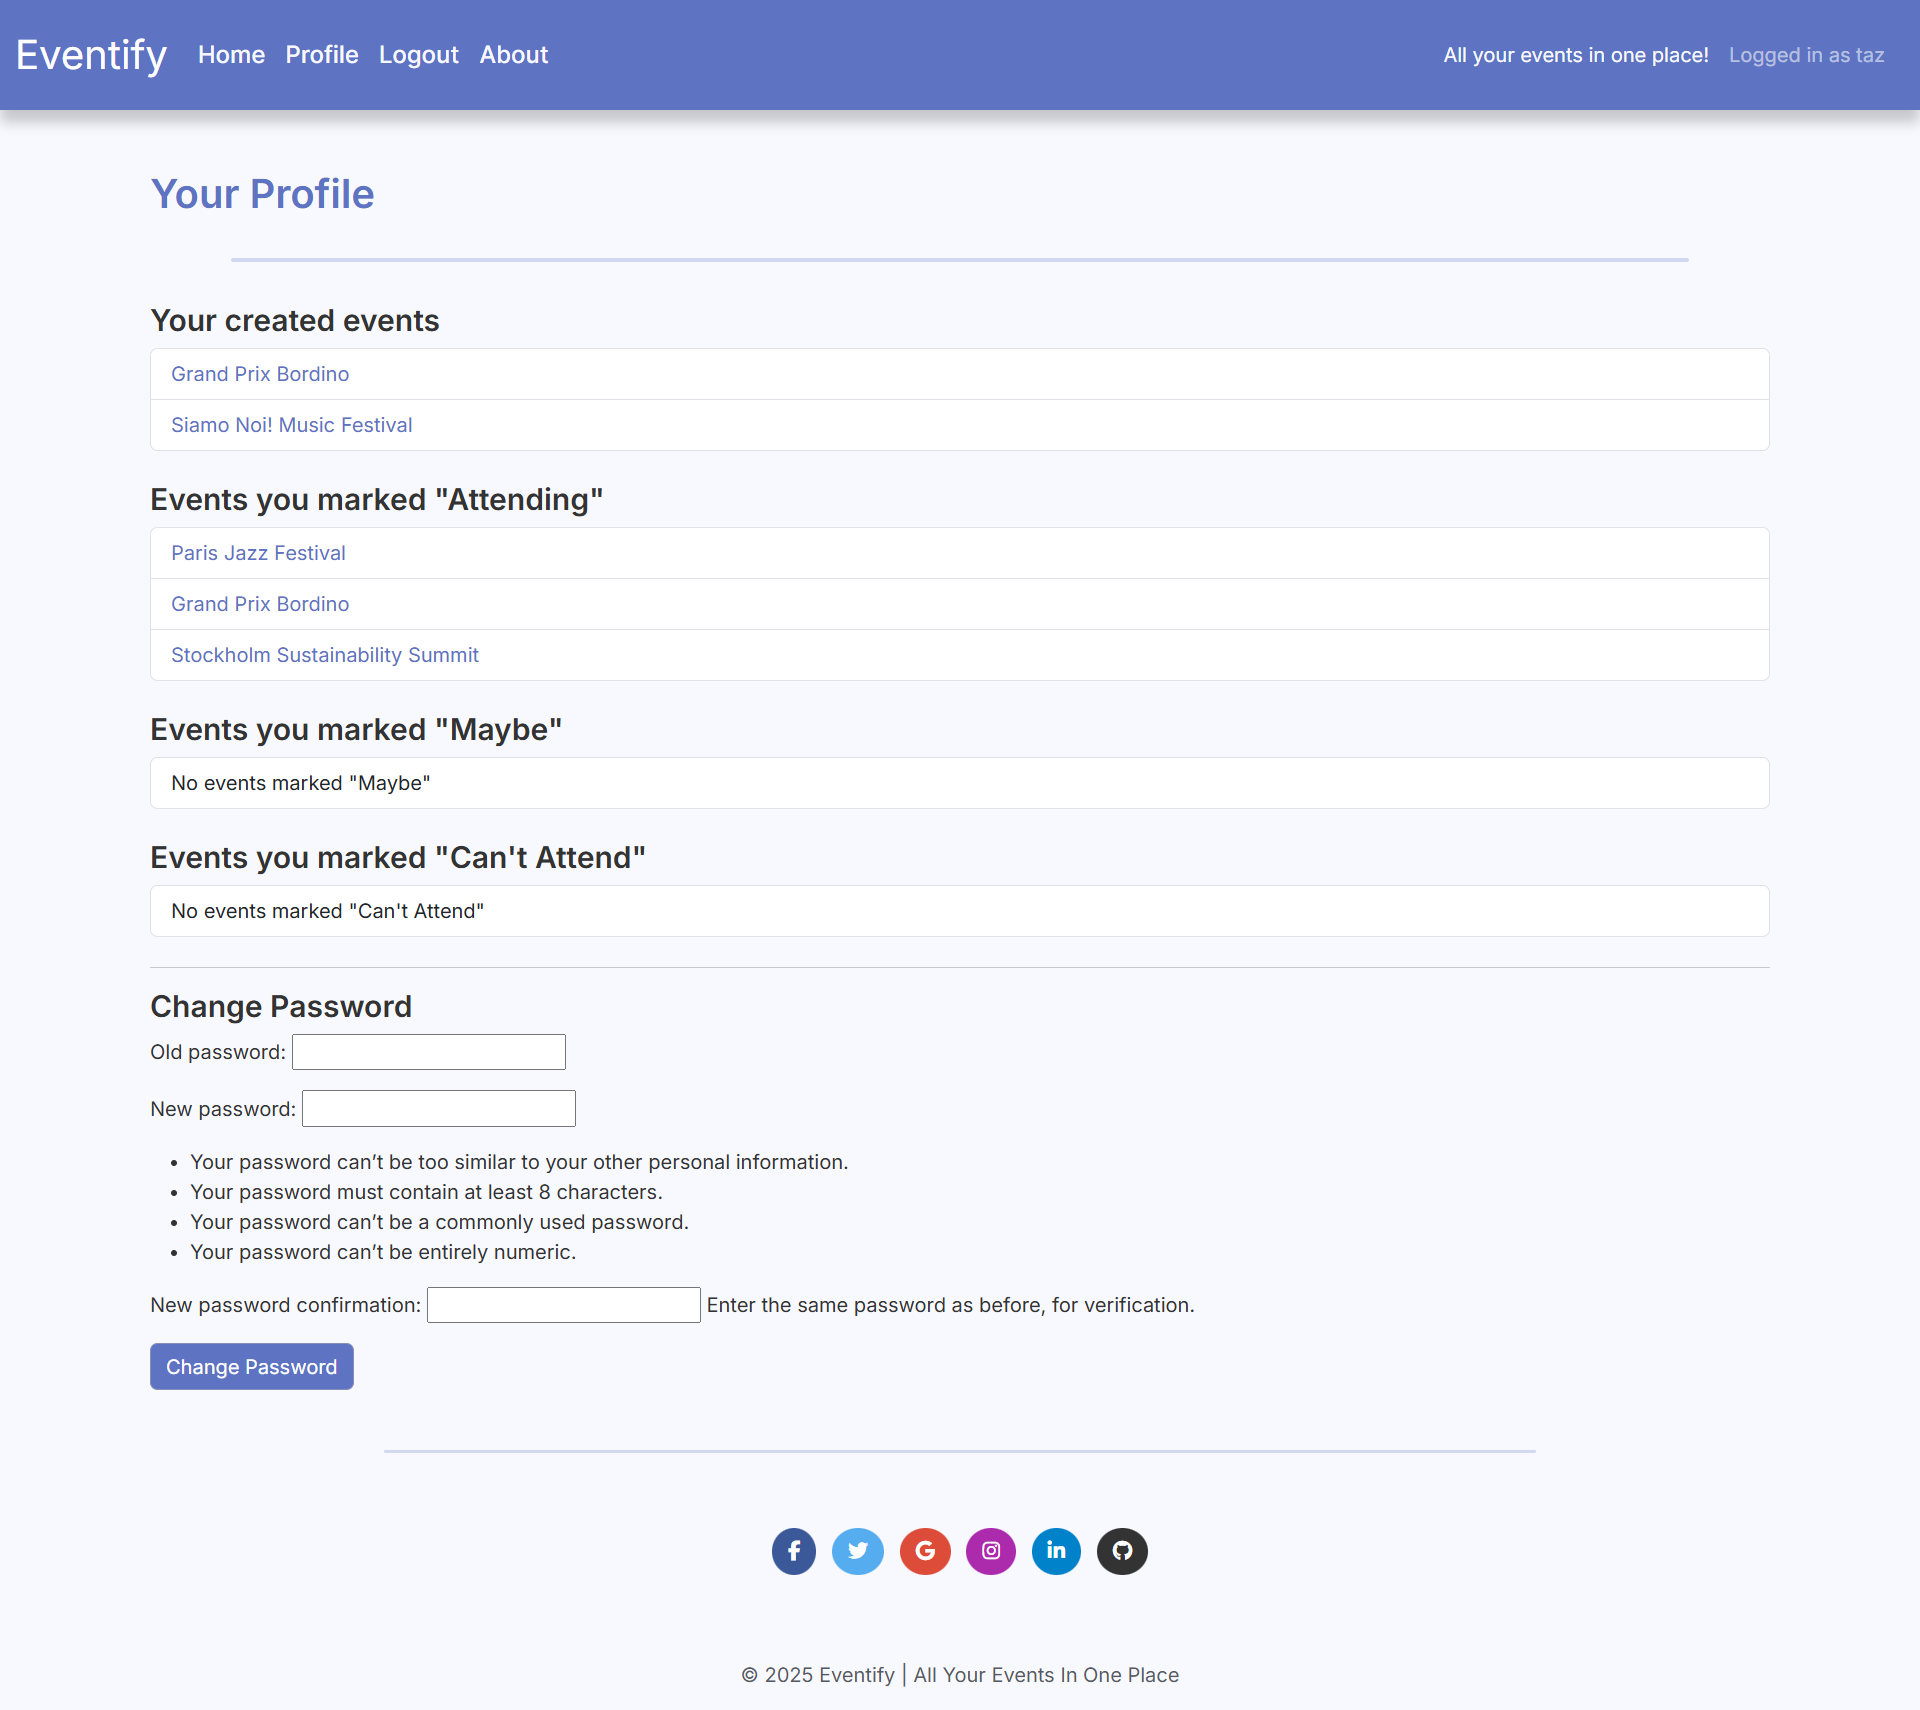 Eventify Home Profile Logout About All your events in one place! Logged in as taz
Your Profile
Your created events
Grand Prix Bordino
Siamo Noi! Music Festival
Events you marked "Attending"
Paris Jazz Festival
Grand Prix Bordino
Stockholm Sustainability Summit
Events you marked "Maybe"
No events marked "Maybe"
Events you marked "Can't Attend"
No events marked "Can't Attend"
Change Password
Old password:
New password:
• Your password can’t be too similar to your other personal information.
• Your password must contain at least 8 characters.
• Your password can’t be a commonly used password.
• Your password can’t be entirely numeric.
New password confirmation: Enter the same password as before, for verification.
Change Password
© 2025 Eventify | All Your Events In One Place